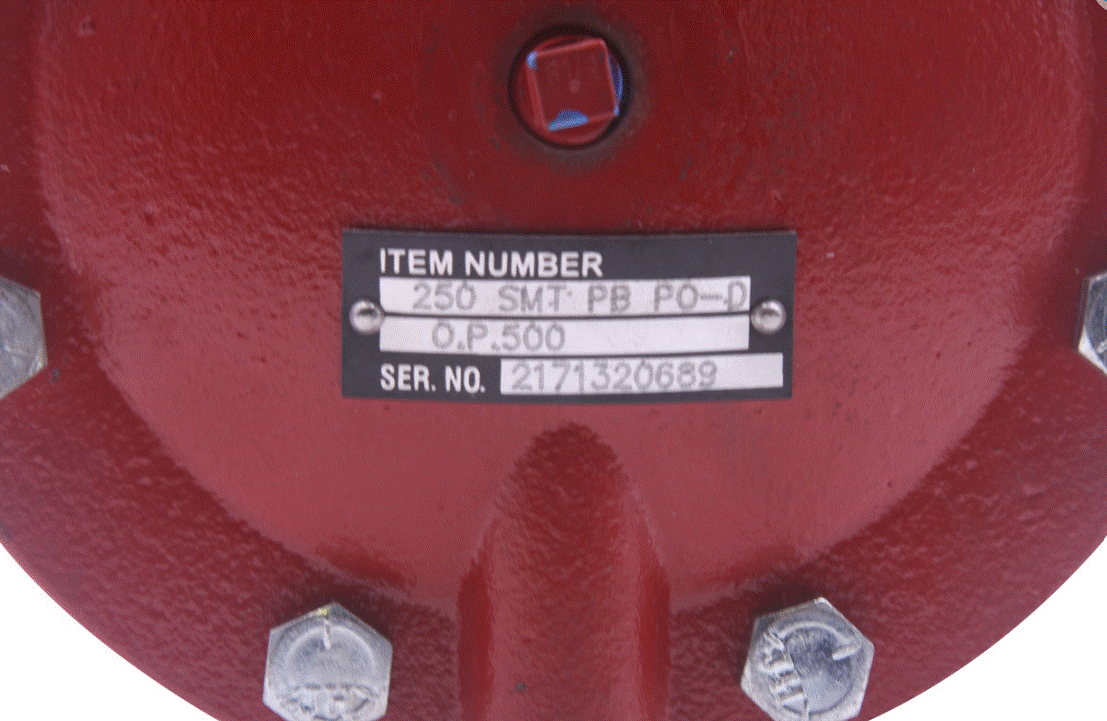 ITEM NUMBER
250 SMT PB PO-D
O.P.500
SER. NO. 2171320689